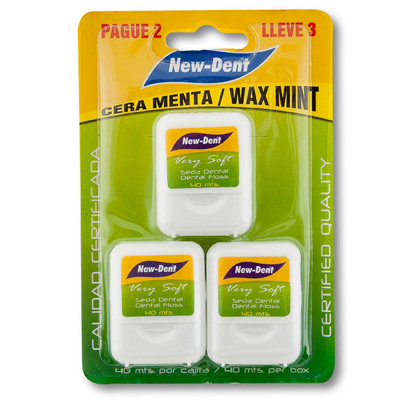 PAGUE 2
LLEVE 3
New-Dent
CERA MENTA / WAX MINT
CALIDAD CERTIFICADA
CERTIFIED QUALITY
New-Dent
Very Soft
Seda Dental
Dental Floss
40 mts.
New-Dent
Very Soft
Seda Dental
Dental Floss
40 mts.
New-Dent
Very Soft
Seda Dental
Dental Floss
40 mts.
40 mts. por cajita / 40 mts. per box